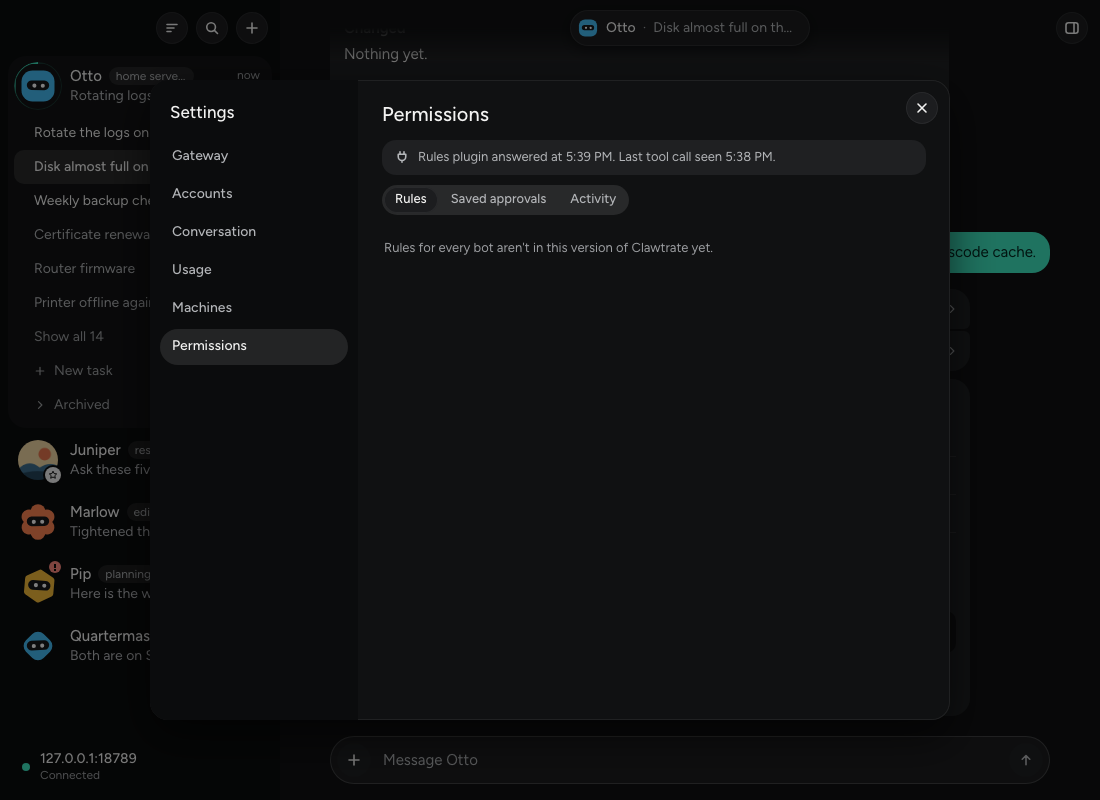 Nothing yet.
Otto · Disk almost full on th...
Otto home serve... now
Rotating logs
Rotate the logs on
Disk almost full on
Weekly backup che
Certificate renewa
Router firmware
Printer offline agai
Show all 14
New task
Archived
Juniper res
Ask these fiv
Marlow edi
Tightened th
Pip planning
Here is the w
Quartermas
Both are on S
127.0.0.1:18789
Connected
Settings
Gateway
Accounts
Conversation
Usage
Machines
Permissions
Permissions
Rules plugin answered at 5:39 PM. Last tool call seen 5:38 PM.
Rules Saved approvals Activity
Rules for every bot aren't in this version of Clawtrate yet.
scode cache.
Message Otto